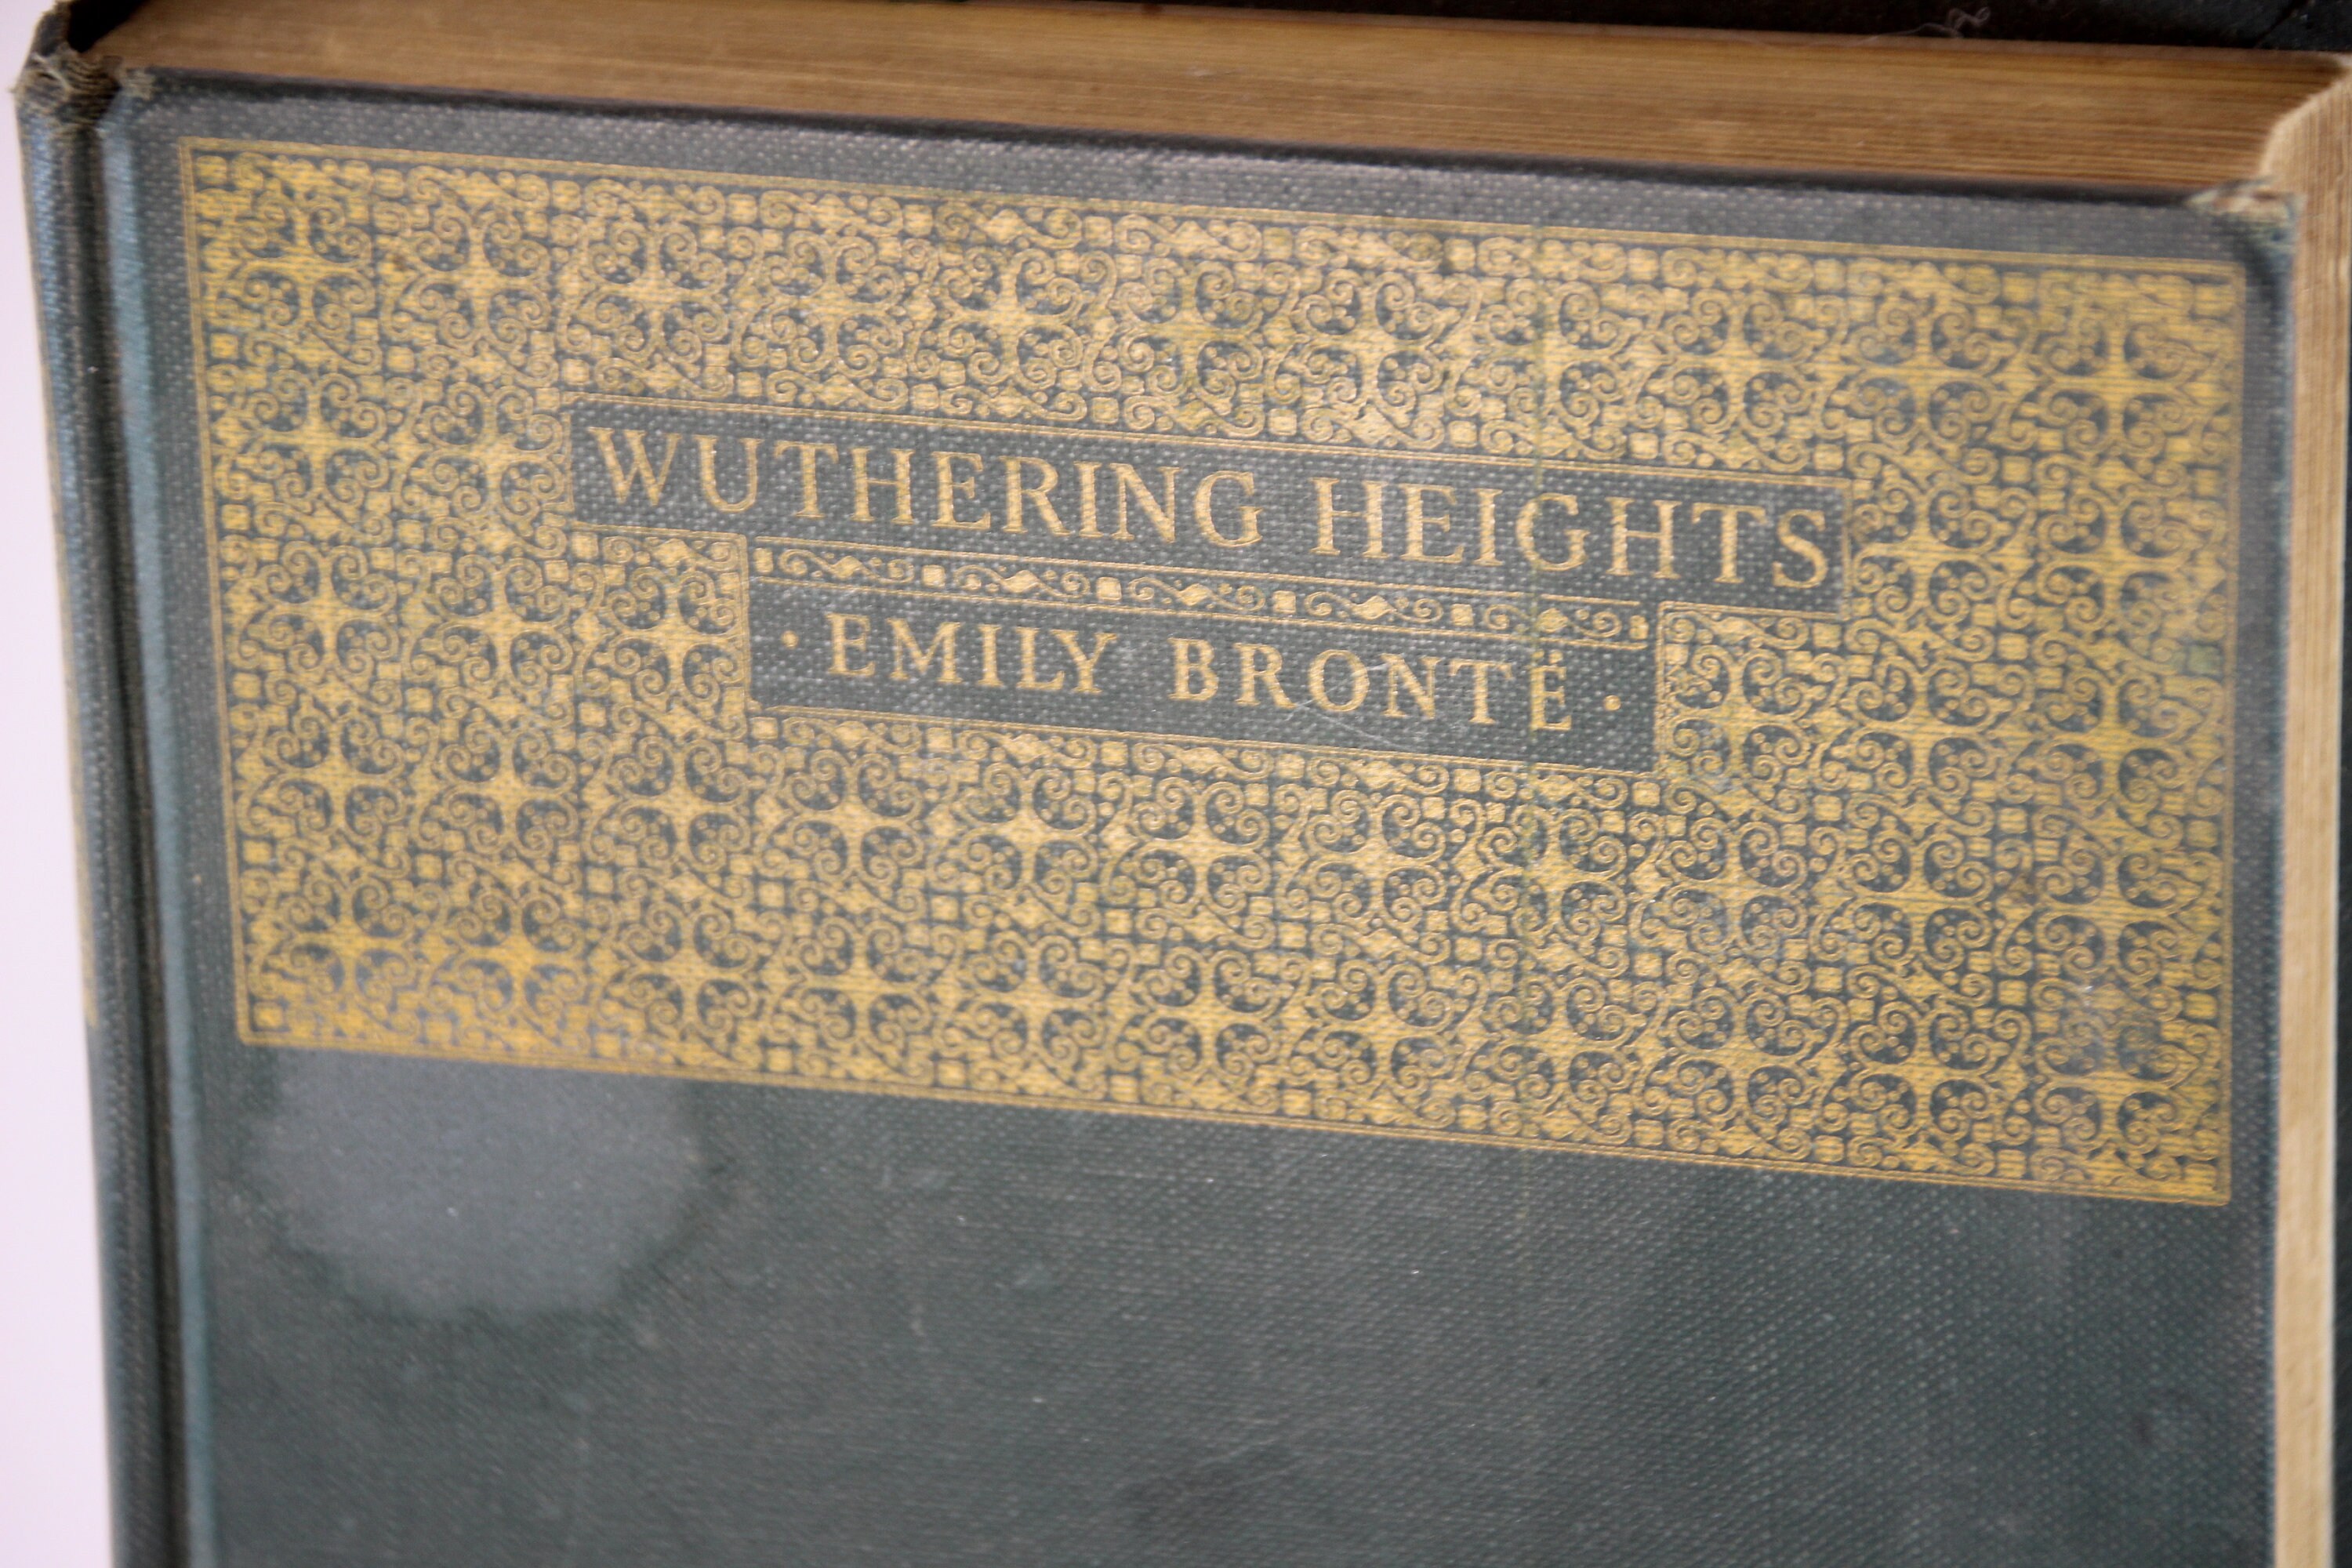 WUTHERING HEIGHTS
· EMILY BRONTË ·